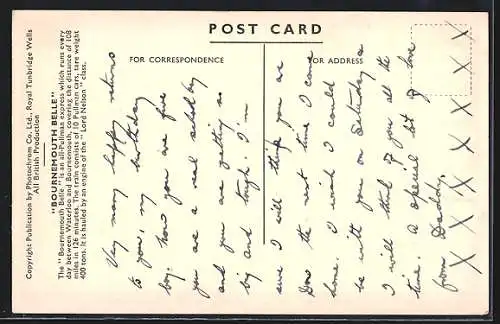 POST CARD
FOR CORRESPONDENCE
FOR ADDRESS
Copyright Publication by Photochrom Co. Ltd., Royal Tunbridge Wells
All British Production
"BOURNEMOUTH BELLE"
The "Bournemouth Belle" is an all-Pullman express which runs every
day between Waterloo and Bournemouth, covering the distance of 108
miles in 126 minutes. The train consists of 10 Pullman cars, tare weight
400 tons. It is hauled by an engine of the "Lord Nelson" class.
Very many happy returns
to you, my birthday
boy. Now you are five
you are a real school boy
and you are getting so
big and tough. I'm
sure I will think you are
Don the next time I come
home. I wish I could
be with you on Saturday &
I will think of you all the
time. A special lot of love
from Daddy,
X X X X X X X X X